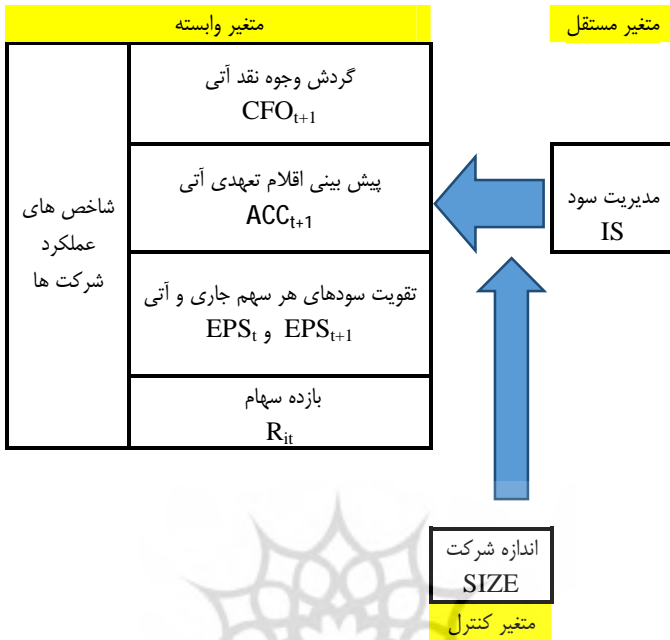 متغیر مستقل
متغیر وابسته
مدیریت سود
IS
گردش وجوه نقد آتی
CFOt+1
پیش بینی اقلام تعهدی آتی
ACCt+1
تقویت سودهای هر سهم جاری و آتی
EPSt و EPSt+1
بازده سهام
Rit
شاخص های
عملکرد
شرکت ها
اندازه شرکت
SIZE
متغیر کنترل